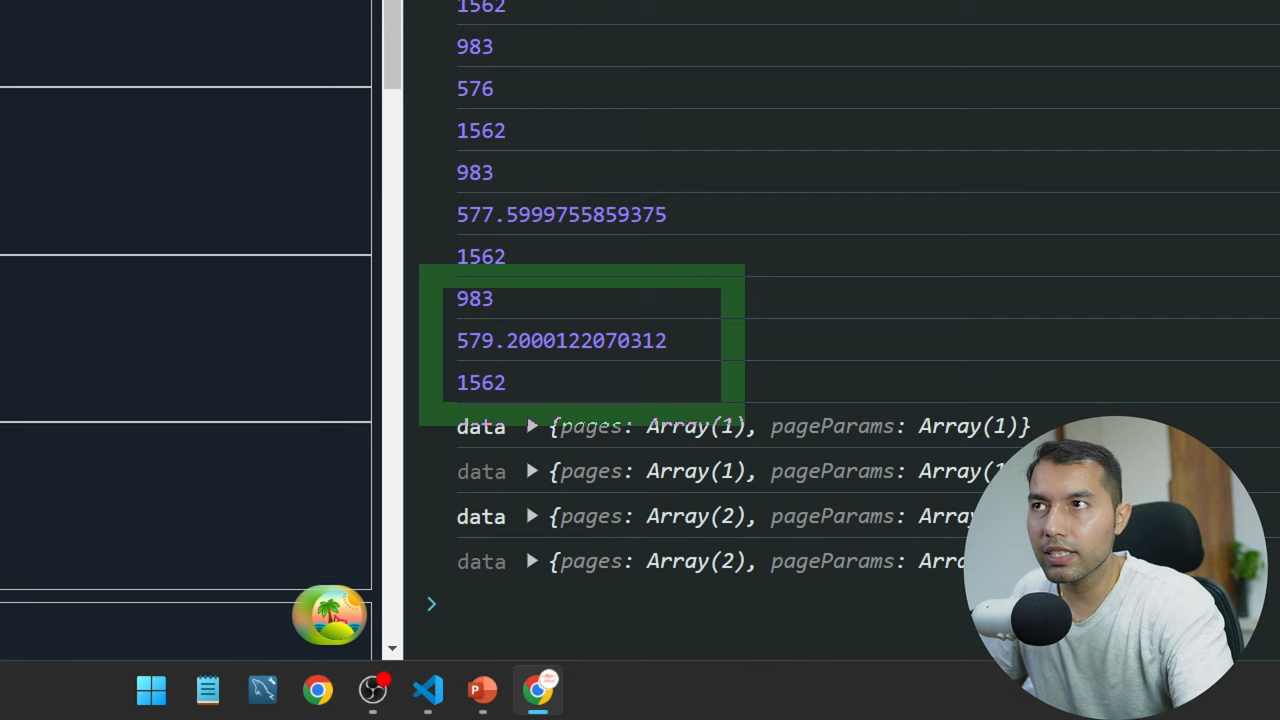 1562
983
576
1562
983
577.5999755859375
1562
983
579.2000122070312
1562
data ▶ {pages: Array(1), pageParams: Array(1)}
data ▶ {pages: Array(1), pageParams: Array(1
data ▶ {pages: Array(2), pageParams: Array
data ▶ {pages: Array(2), pageParams: Arra
>
P